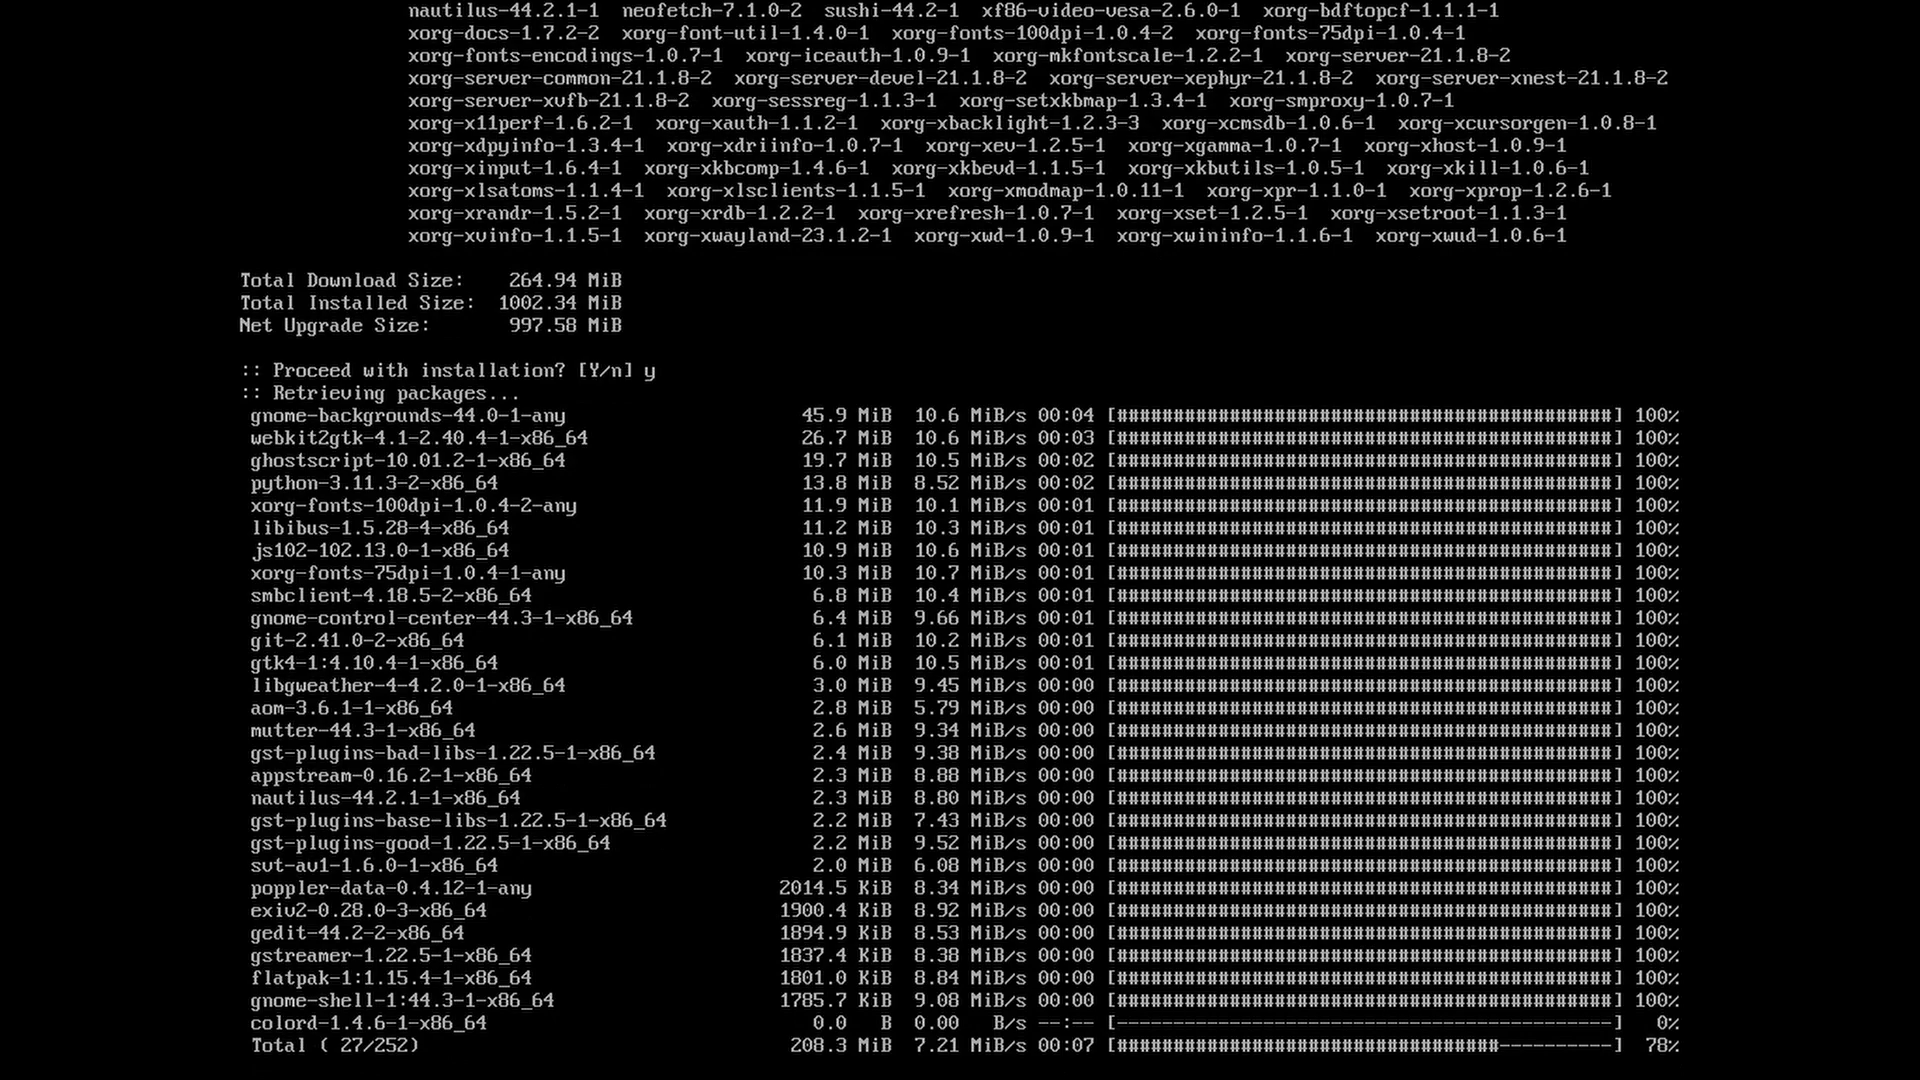 nautilus-44.2.1-1  neofetch-7.1.0-2  sushi-44.2-1  xf86-video-vesa-2.6.0-1  xorg-bdftopcf-1.1.1-1
xorg-docs-1.7.2-2  xorg-font-util-1.4.0-1  xorg-fonts-100dpi-1.0.4-2  xorg-fonts-75dpi-1.0.4-1
xorg-fonts-encodings-1.0.7-1  xorg-iceauth-1.0.9-1  xorg-mkfontscale-1.2.2-1  xorg-server-21.1.8-2
xorg-server-common-21.1.8-2  xorg-server-devel-21.1.8-2  xorg-server-xephyr-21.1.8-2  xorg-server-xnest-21.1.8-2
xorg-server-xvfb-21.1.8-2  xorg-sessreg-1.1.3-1  xorg-setxkbmap-1.3.4-1  xorg-smproxy-1.0.7-1
xorg-x11perf-1.6.2-1  xorg-xauth-1.1.2-1  xorg-xbacklight-1.2.3-3  xorg-xcmsdb-1.0.6-1  xorg-xcursorgen-1.0.8-1
xorg-xdpyinfo-1.3.4-1  xorg-xdriinfo-1.0.7-1  xorg-xev-1.2.5-1  xorg-xgamma-1.0.7-1  xorg-xhost-1.0.9-1
xorg-xinput-1.6.4-1  xorg-xkbcomp-1.4.6-1  xorg-xkbevd-1.1.5-1  xorg-xkbutils-1.0.5-1  xorg-xkill-1.0.6-1
xorg-xlsatoms-1.1.4-1  xorg-xlsclients-1.1.5-1  xorg-xmodmap-1.0.11-1  xorg-xpr-1.1.0-1  xorg-xprop-1.2.6-1
xorg-xrandr-1.5.2-1  xorg-xrdb-1.2.2-1  xorg-xrefresh-1.0.7-1  xorg-xset-1.2.5-1  xorg-xsetroot-1.1.3-1
xorg-xvinfo-1.1.5-1  xorg-xwayland-23.1.2-1  xorg-xwd-1.0.9-1  xorg-xwininfo-1.1.6-1  xorg-xwud-1.0.6-1
Total Download Size:    264.94 MiB
Total Installed Size:  1002.34 MiB
Net Upgrade Size:       997.58 MiB
:: Proceed with installation? [Y/n] y
:: Retrieving packages...
gnome-backgrounds-44.0-1-any 45.9 MiB 10.6 MiB/s 00:04 [############################################] 100%
webkit2gtk-4.1-2.40.4-1-x86_64 26.7 MiB 10.6 MiB/s 00:03 [############################################] 100%
ghostscript-10.01.2-1-x86_64 19.7 MiB 10.5 MiB/s 00:02 [############################################] 100%
python-3.11.3-2-x86_64 13.8 MiB 8.52 MiB/s 00:02 [############################################] 100%
xorg-fonts-100dpi-1.0.4-2-any 11.9 MiB 10.1 MiB/s 00:01 [############################################] 100%
libibus-1.5.28-4-x86_64 11.2 MiB 10.3 MiB/s 00:01 [############################################] 100%
js102-102.13.0-1-x86_64 10.9 MiB 10.6 MiB/s 00:01 [############################################] 100%
xorg-fonts-75dpi-1.0.4-1-any 10.3 MiB 10.7 MiB/s 00:01 [############################################] 100%
smbclient-4.18.5-2-x86_64 6.8 MiB 10.4 MiB/s 00:01 [############################################] 100%
gnome-control-center-44.3-1-x86_64 6.4 MiB 9.66 MiB/s 00:01 [############################################] 100%
git-2.41.0-2-x86_64 6.1 MiB 10.2 MiB/s 00:01 [############################################] 100%
gtk4-1:4.10.4-1-x86_64 6.0 MiB 10.5 MiB/s 00:01 [############################################] 100%
libgweather-4-4.2.0-1-x86_64 3.0 MiB 9.45 MiB/s 00:00 [############################################] 100%
aom-3.6.1-1-x86_64 2.8 MiB 5.79 MiB/s 00:00 [############################################] 100%
mutter-44.3-1-x86_64 2.6 MiB 9.34 MiB/s 00:00 [############################################] 100%
gst-plugins-bad-libs-1.22.5-1-x86_64 2.4 MiB 9.38 MiB/s 00:00 [############################################] 100%
appstream-0.16.2-1-x86_64 2.3 MiB 8.88 MiB/s 00:00 [############################################] 100%
nautilus-44.2.1-1-x86_64 2.3 MiB 8.80 MiB/s 00:00 [############################################] 100%
gst-plugins-base-libs-1.22.5-1-x86_64 2.2 MiB 7.43 MiB/s 00:00 [############################################] 100%
gst-plugins-good-1.22.5-1-x86_64 2.2 MiB 9.52 MiB/s 00:00 [############################################] 100%
svt-av1-1.6.0-1-x86_64 2.0 MiB 6.08 MiB/s 00:00 [############################################] 100%
poppler-data-0.4.12-1-any 2014.5 KiB 8.34 MiB/s 00:00 [############################################] 100%
exiv2-0.28.0-3-x86_64 1900.4 KiB 8.92 MiB/s 00:00 [############################################] 100%
gedit-44.2-2-x86_64 1894.9 KiB 8.53 MiB/s 00:00 [############################################] 100%
gstreamer-1.22.5-1-x86_64 1837.4 KiB 8.38 MiB/s 00:00 [############################################] 100%
flatpak-1:1.15.4-1-x86_64 1801.0 KiB 8.84 MiB/s 00:00 [############################################] 100%
gnome-shell-1:44.3-1-x86_64 1785.7 KiB 9.08 MiB/s 00:00 [############################################] 100%
colord-1.4.6-1-x86_64 0.0 B 0.00 B/s --:-- [--------------------------------------------] 0%
Total ( 27/252) 208.3 MiB 7.21 MiB/s 00:07 [##################################----------] 78%